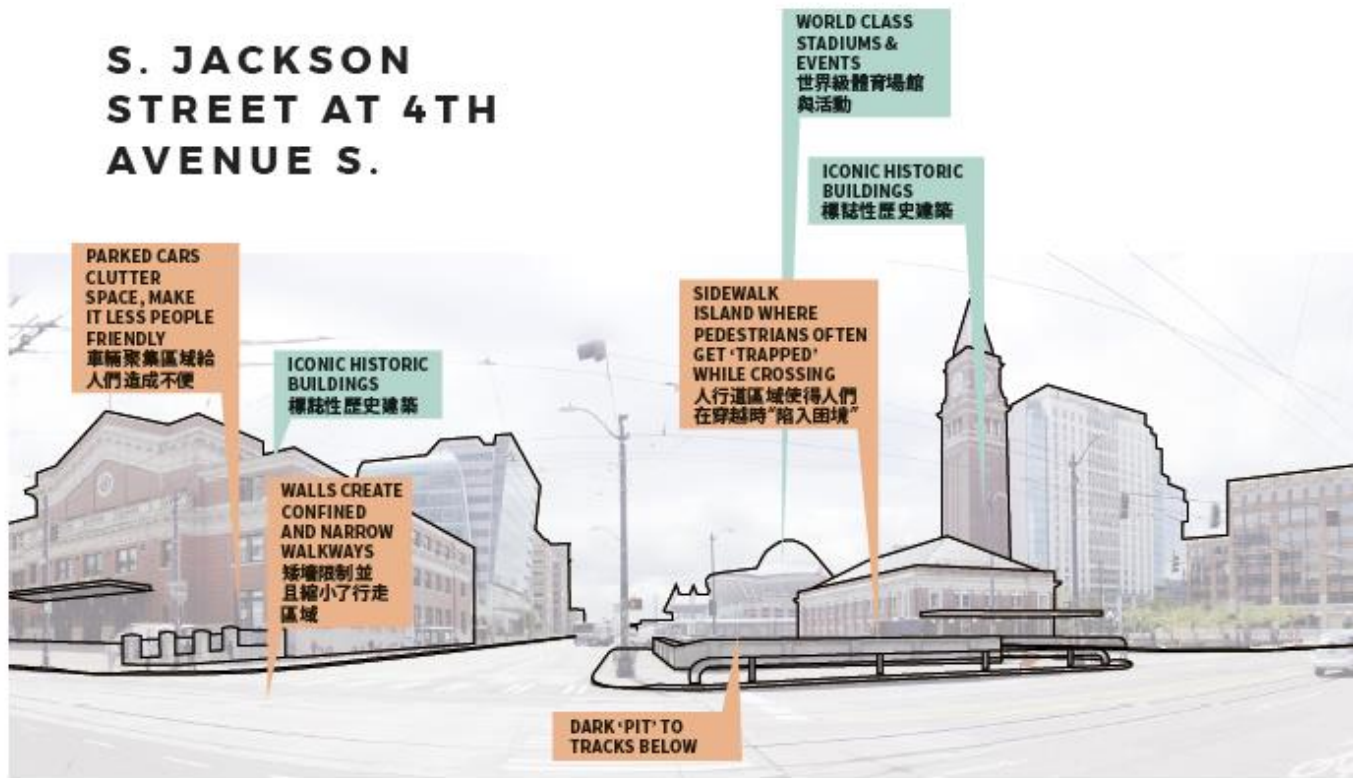 S. JACKSON
STREET AT 4TH
AVENUE S.
WORLD CLASS
STADIUMS &
EVENTS
世界級體育場館
與活動
ICONIC HISTORIC
BUILDINGS
標誌性歷史建築
PARKED CARS
CLUTTER
SPACE, MAKE
IT LESS PEOPLE
FRIENDLY
車輛聚集區域給
人們造成不便
ICONIC HISTORIC
BUILDINGS
標誌性歷史建築
SIDEWALK
ISLAND WHERE
PEDESTRIANS OFTEN
GET ‘TRAPPED’
WHILE CROSSING
人行道區域使得人們
在穿越時"陷入困境"
WALLS CREATE
CONFINED
AND NARROW
WALKWAYS
矮墻限制並
且縮小了行走
區域
DARK ‘PIT’ TO
TRACKS BELOW